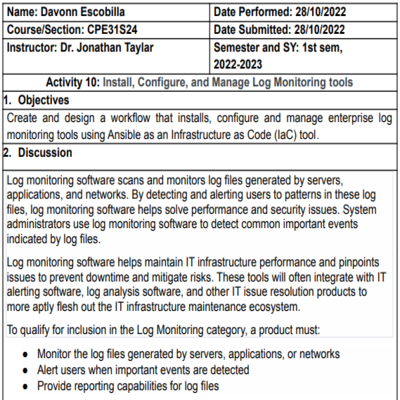 Name: Davonn Escobilla
Date Performed: 28/10/2022
Course/Section: CPE31S24
Date Submitted: 28/10/2022
Instructor: Dr. Jonathan Taylar
Semester and SY: 1st sem,
2022-2023
Activity 10: Install, Configure, and Manage Log Monitoring tools
1. Objectives
Create and design a workflow that installs, configure and manage enterprise log
monitoring tools using Ansible as an Infrastructure as Code (IaC) tool.
2. Discussion
Log monitoring software scans and monitors log files generated by servers,
applications, and networks. By detecting and alerting users to patterns in these log
files, log monitoring software helps solve performance and security issues. System
administrators use log monitoring software to detect common important events
indicated by log files.
Log monitoring software helps maintain IT infrastructure performance and pinpoints
issues to prevent downtime and mitigate risks. These tools will often integrate with IT
alerting software, log analysis software, and other IT issue resolution products to
more aptly flesh out the IT infrastructure maintenance ecosystem.
To qualify for inclusion in the Log Monitoring category, a product must:
● Monitor the log files generated by servers, applications, or networks
● Alert users when important events are detected
● Provide reporting capabilities for log files